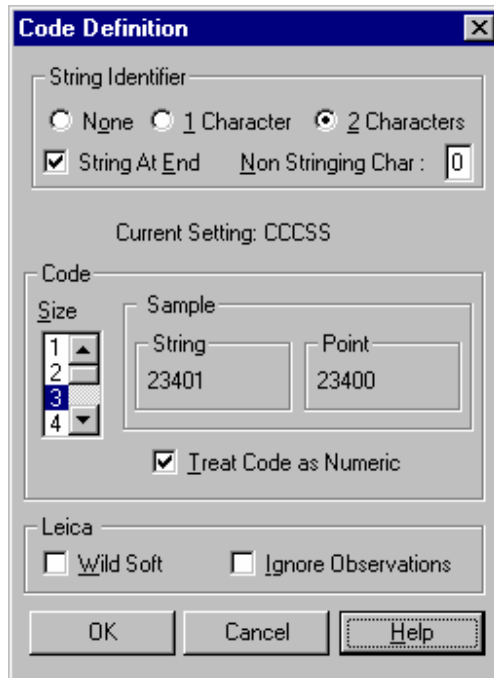 Code Definition
String Identifier
None 1 Character 2 Characters
String At End Non Stringing Char : 0
Current Setting: CCCSS
Code
Size
1
2
3
4
Sample
String
23401
Point
23400
Treat Code as Numeric
Leica
Wild Soft Ignore Observations
OK Cancel Help